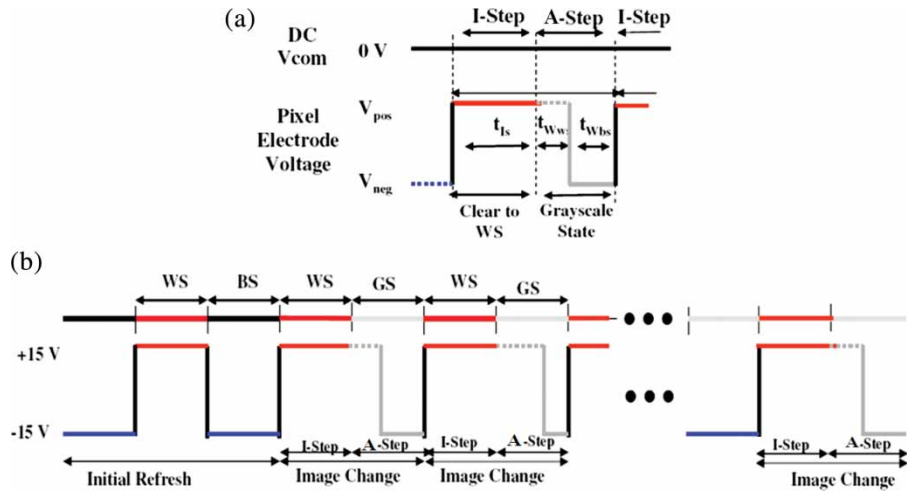 (a)
I-Step A-Step I-Step
DC
Vcom
0 V
Pixel
Electrode
Voltage
Vpos
tIs tWws tWbs
Vneg
Clear to
WS
Grayscale
State
(b)
WS BS WS GS WS GS
+15 V
-15 V
I-Step A-Step I-Step A-Step I-Step A-Step
Initial Refresh Image Change Image Change Image Change